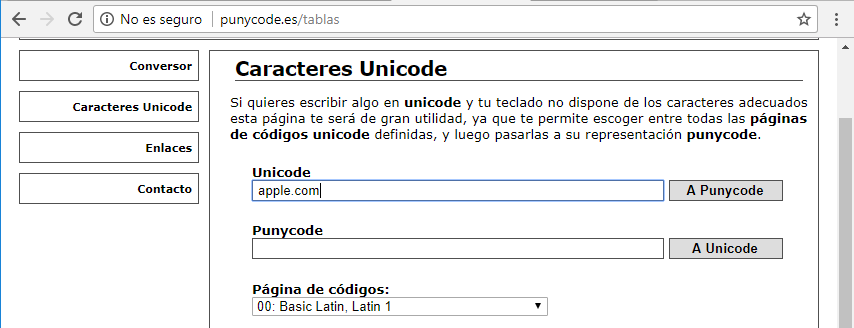 No es seguro | punycode.es/tablas
Conversor
Caracteres Unicode
Enlaces
Contacto
Caracteres Unicode
Si quieres escribir algo en unicode y tu teclado no dispone de los caracteres adecuados
esta página te será de gran utilidad, ya que te permite escoger entre todas las páginas
de códigos unicode definidas, y luego pasarlas a su representación punycode.
Unicode
apple.com A Punycode
Punycode
A Unicode
Página de códigos:
00: Basic Latin, Latin 1